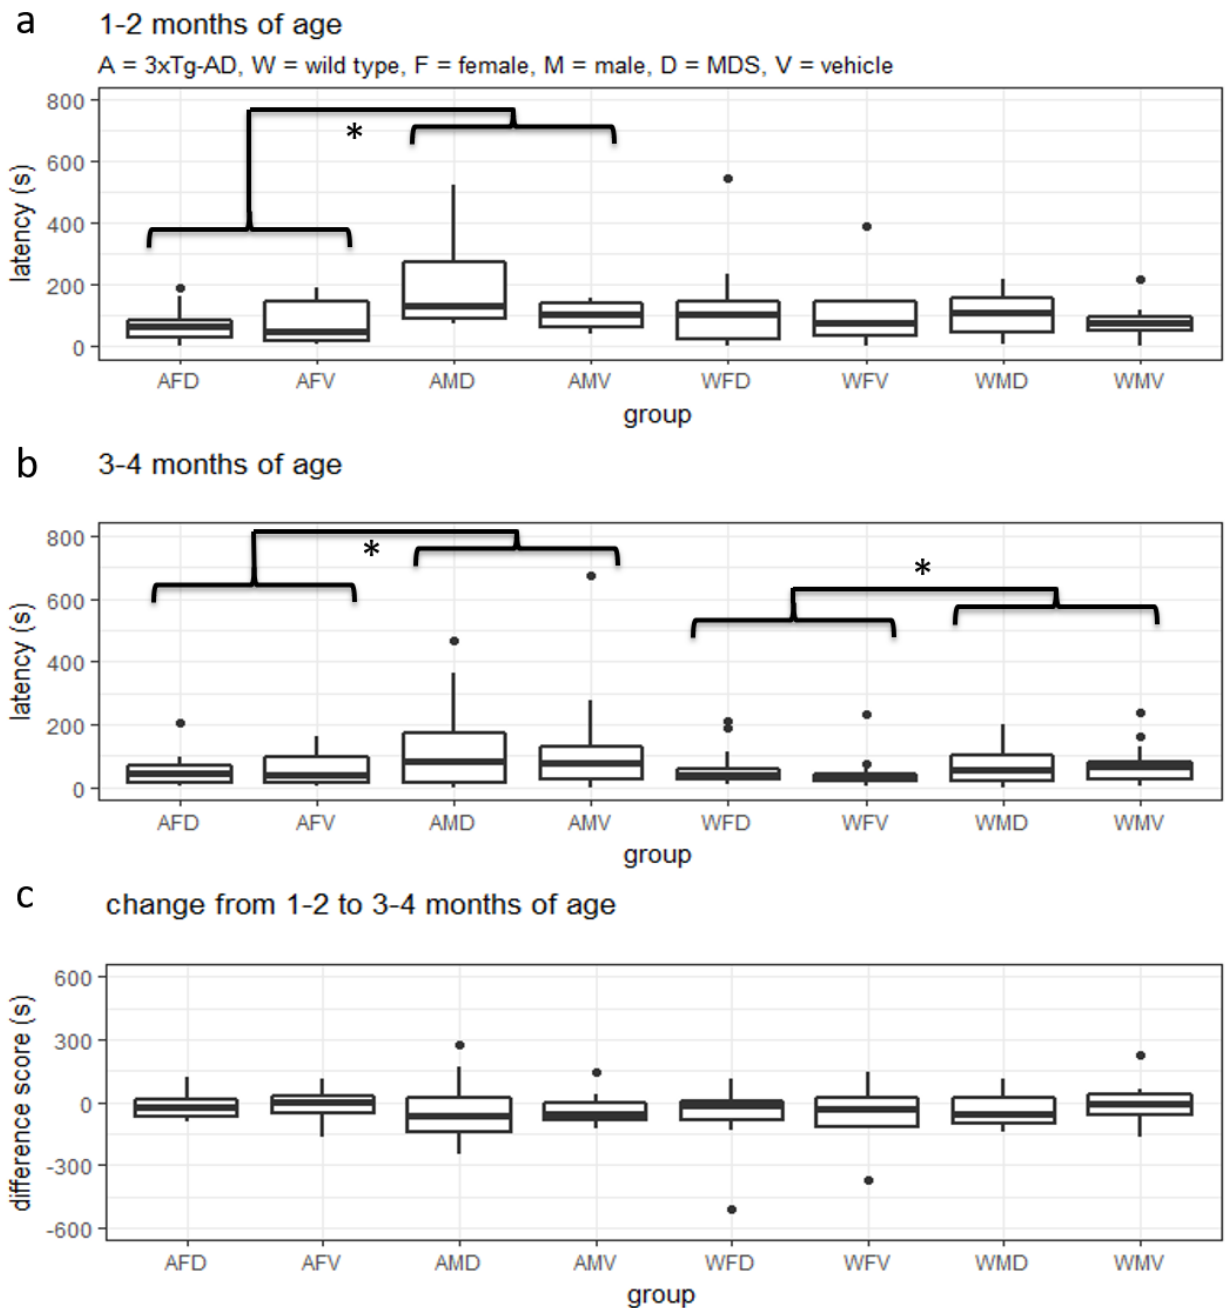 a
1-2 months of age
A = 3xTg-AD, W = wild type, F = female, M = male, D = MDS, V = vehicle
latency (s)
800
600
400
200
0
*
AFD AFV AMD AMV WFD WFV WMD WMV
group
b
3-4 months of age
latency (s)
800
600
400
200
0
* *
AFD AFV AMD AMV WFD WFV WMD WMV
group
c
change from 1-2 to 3-4 months of age
difference score (s)
600
300
0
-300
-600
AFD AFV AMD AMV WFD WFV WMD WMV
group